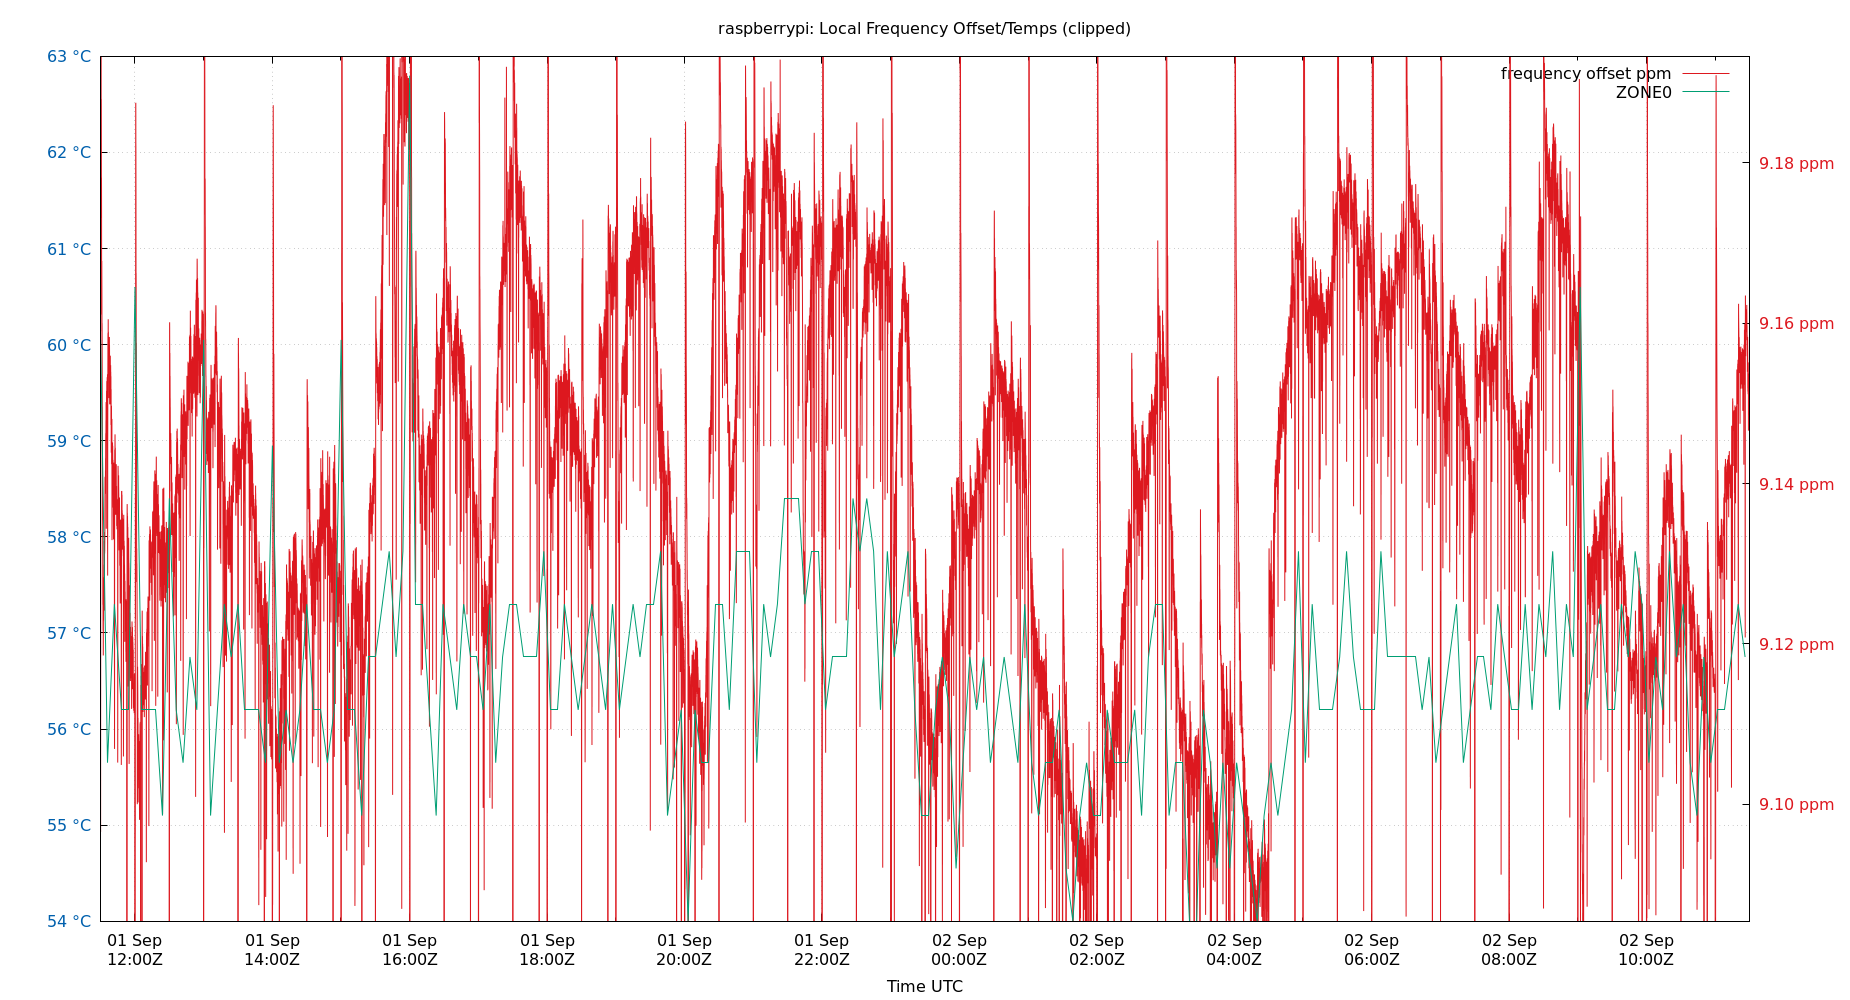 raspberrypi: Local Frequency Offset/Temps (clipped)
63 °C
62 °C
61 °C
60 °C
59 °C
58 °C
57 °C
56 °C
55 °C
54 °C
frequency offset ppm
ZONE0
9.18 ppm
9.16 ppm
9.14 ppm
9.12 ppm
9.10 ppm
01 Sep 01 Sep 01 Sep 01 Sep 01 Sep 01 Sep 02 Sep 02 Sep 02 Sep 02 Sep 02 Sep 02 Sep
12:00Z 14:00Z 16:00Z 18:00Z 20:00Z 22:00Z 00:00Z 02:00Z 04:00Z 06:00Z 08:00Z 10:00Z
Time UTC